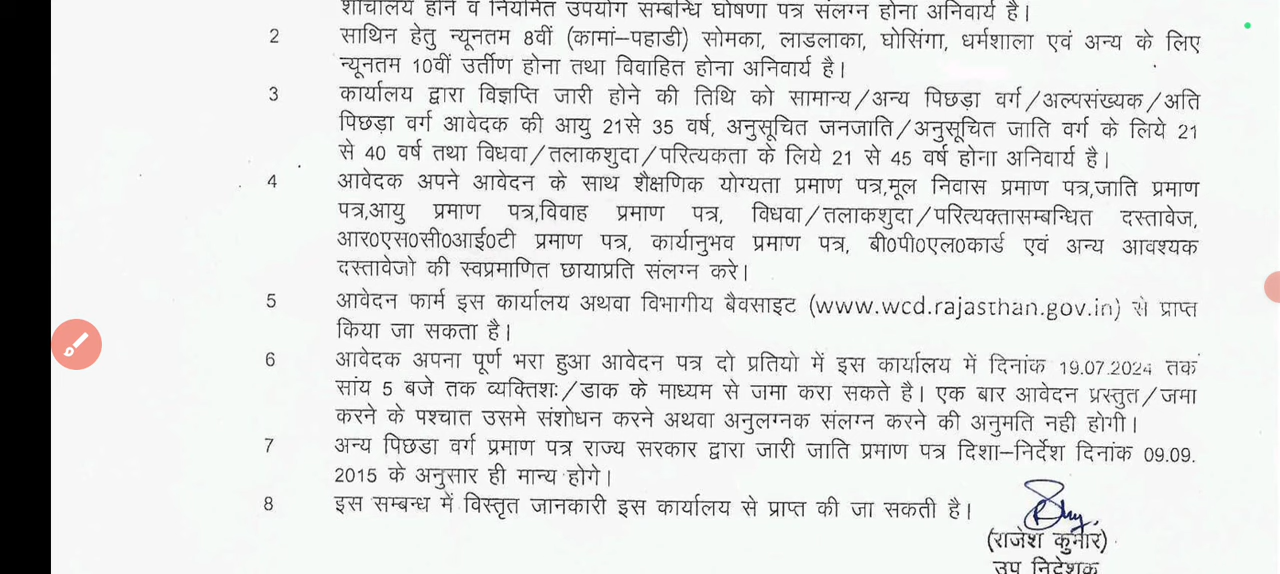 शौचालय होने व नियमित उपयोग सम्बन्धि घोषणा पत्र संलग्न होना अनिवार्य है।
2 साथिन हेतु न्यूनतम 8वीं (कामां–पहाडी) सोमका, लाडलाका, घोसिंगा, धर्मशाला एवं अन्य के लिए
न्यूनतम 10वीं उर्तीण होना तथा विवाहित होना अनिवार्य है।
3 कार्यालय द्वारा विज्ञप्ति जारी होने की तिथि को सामान्य/अन्य पिछड़ा वर्ग/अल्पसंख्यक/अति
पिछड़ा वर्ग आवेदक की आयु 21से 35 वर्ष, अनुसूचित जनजाति/अनुसूचित जाति वर्ग के लिये 21
से 40 वर्ष तथा विधवा/तलाकशुदा/परित्यकता के लिये 21 से 45 वर्ष होना अनिवार्य है।
4 आवेदक अपने आवेदन के साथ शैक्षणिक योग्यता प्रमाण पत्र,मूल निवास प्रमाण पत्र,जाति प्रमाण
पत्र,आयु प्रमाण पत्र,विवाह प्रमाण पत्र, विधवा/तलाकशुदा/परित्यक्तासम्बन्धित दस्तावेज,
आर0एस0सी0आई0टी प्रमाण पत्र, कार्यानुभव प्रमाण पत्र, बी0पी0एल0कार्ड एवं अन्य आवश्यक
दस्तावेजो की स्वप्रमाणित छायाप्रति संलग्न करे।
5 आवेदन फार्म इस कार्यालय अथवा विभागीय बैवसाइट (www.wcd.rajasthan.gov.in) से प्राप्त
किया जा सकता है।
6 आवेदक अपना पूर्ण भरा हुआ आवेदन पत्र दो प्रतियो में इस कार्यालय में दिनांक 19.07.2024 तक
सांय 5 बजे तक व्यक्तिशः/डाक के माध्यम से जमा करा सकते है। एक बार आवेदन प्रस्तुत/जमा
करने के पश्चात उसमे संशोधन करने अथवा अनुलग्नक संलग्न करने की अनुमति नही होगी।
7 अन्य पिछडा वर्ग प्रमाण पत्र राज्य सरकार द्वारा जारी जाति प्रमाण पत्र दिशा–निर्देश दिनांक 09.09.
2015 के अनुसार ही मान्य होगे।
8 इस सम्बन्ध में विस्तृत जानकारी इस कार्यालय से प्राप्त की जा सकती है।
(राजेश कुमार)
उप निदेशक